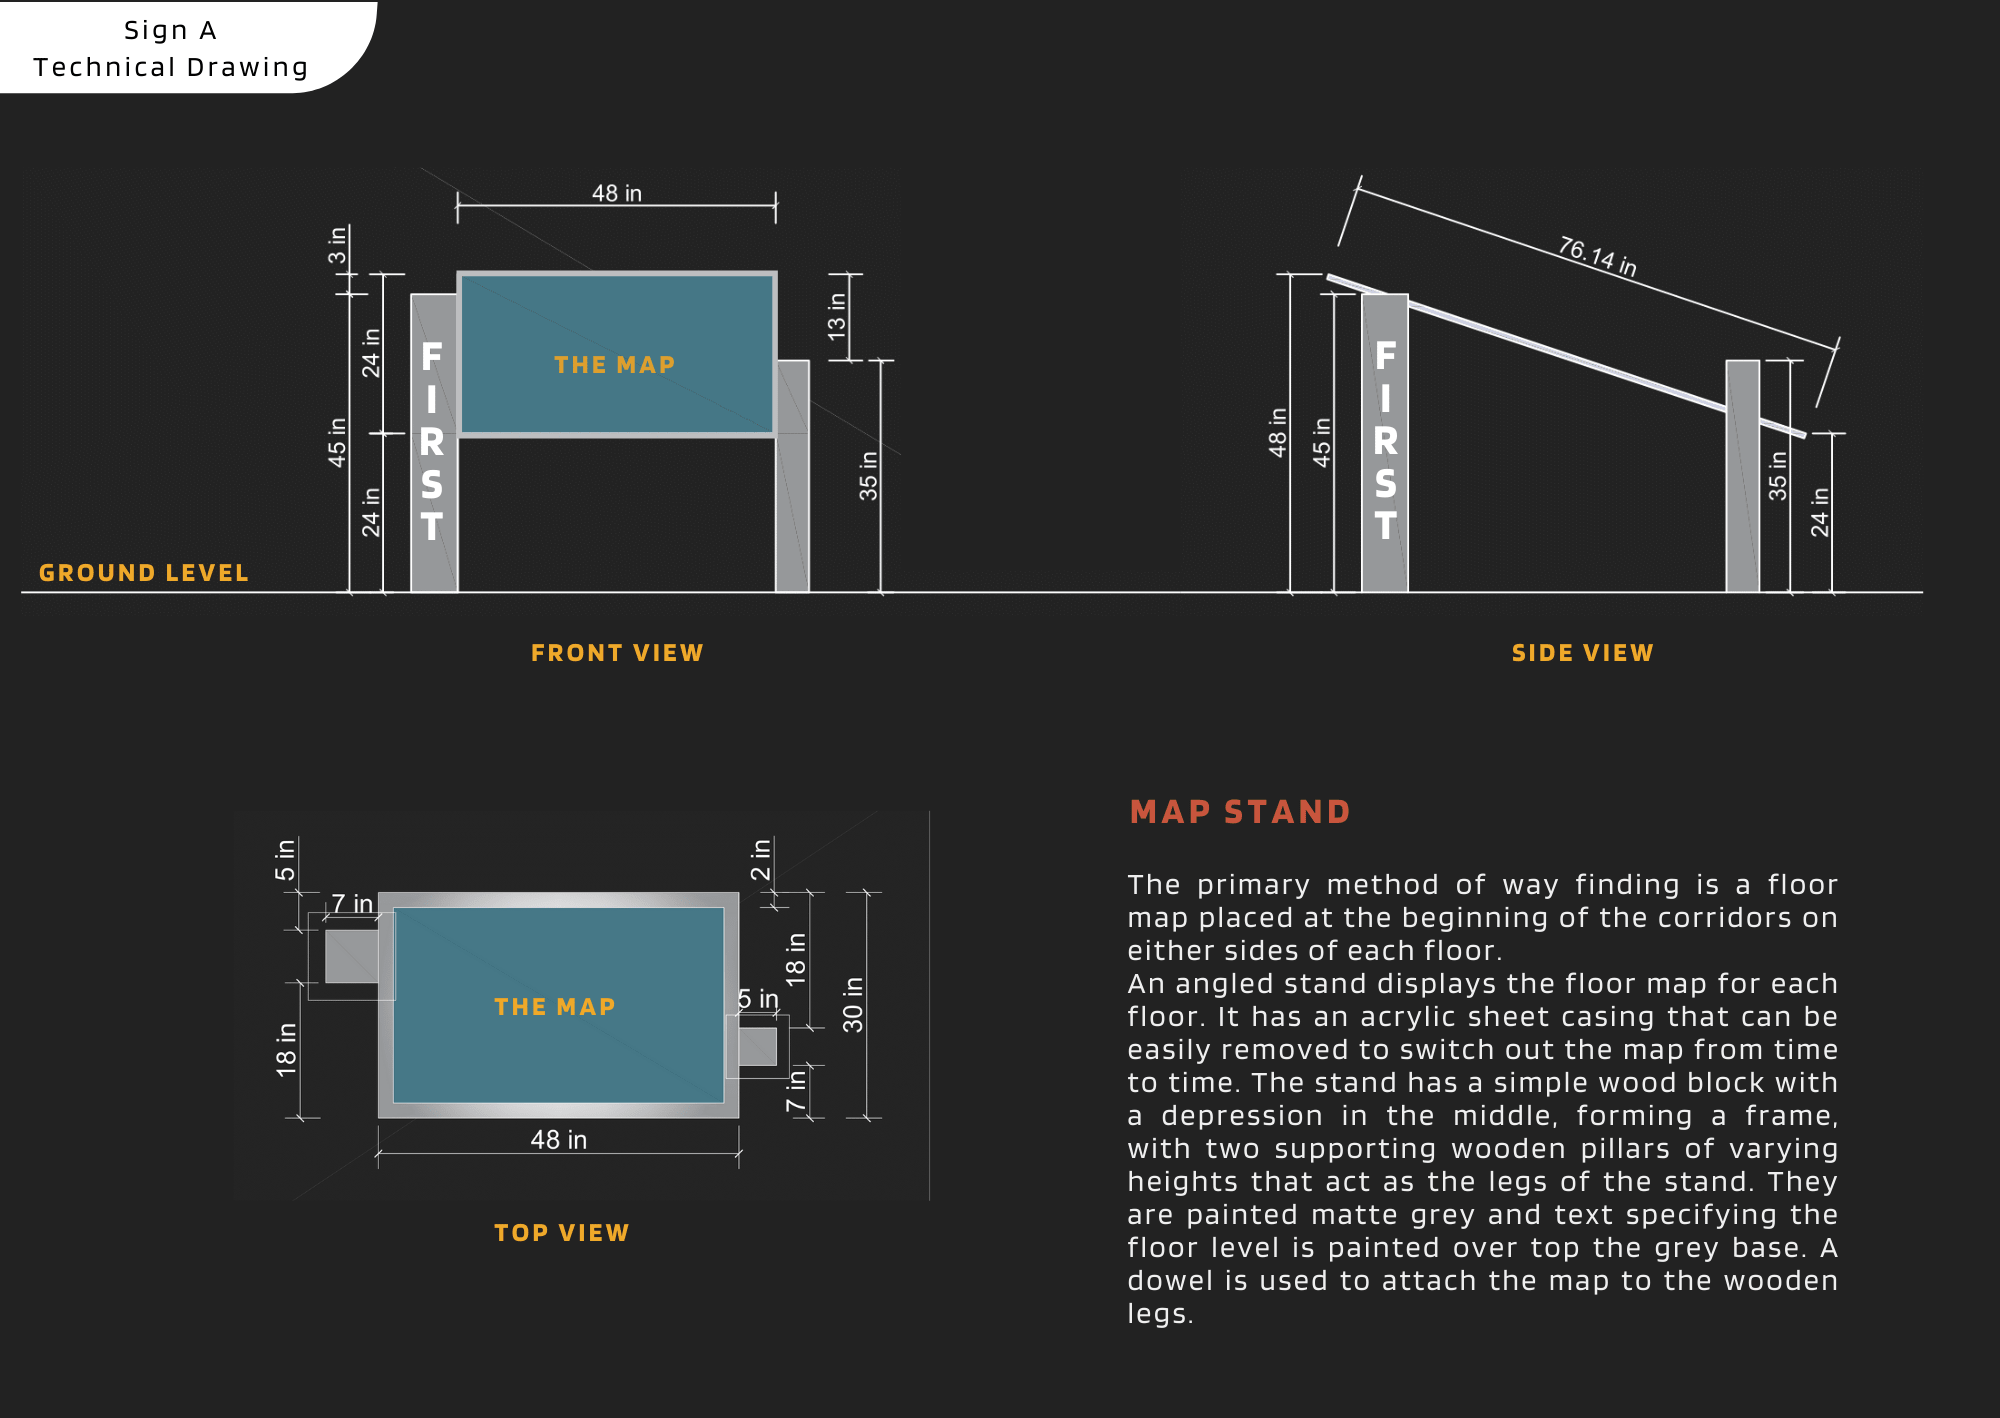 Sign A
Technical Drawing
48 in
3 in
24 in
45 in
24 in
F
I
R
S
T
THE MAP
13 in
35 in
GROUND LEVEL
FRONT VIEW
76.14 in
48 in
45 in
F
I
R
S
T
35 in
24 in
SIDE VIEW
5 in
7 in
18 in
THE MAP
2 in
18 in
5 in
30 in
7 in
48 in
TOP VIEW
MAP STAND
The primary method of way finding is a floor
map placed at the beginning of the corridors on
either sides of each floor.
An angled stand displays the floor map for each
floor. It has an acrylic sheet casing that can be
easily removed to switch out the map from time
to time. The stand has a simple wood block with
a depression in the middle, forming a frame,
with two supporting wooden pillars of varying
heights that act as the legs of the stand. They
are painted matte grey and text specifying the
floor level is painted over top the grey base. A
dowel is used to attach the map to the wooden
legs.